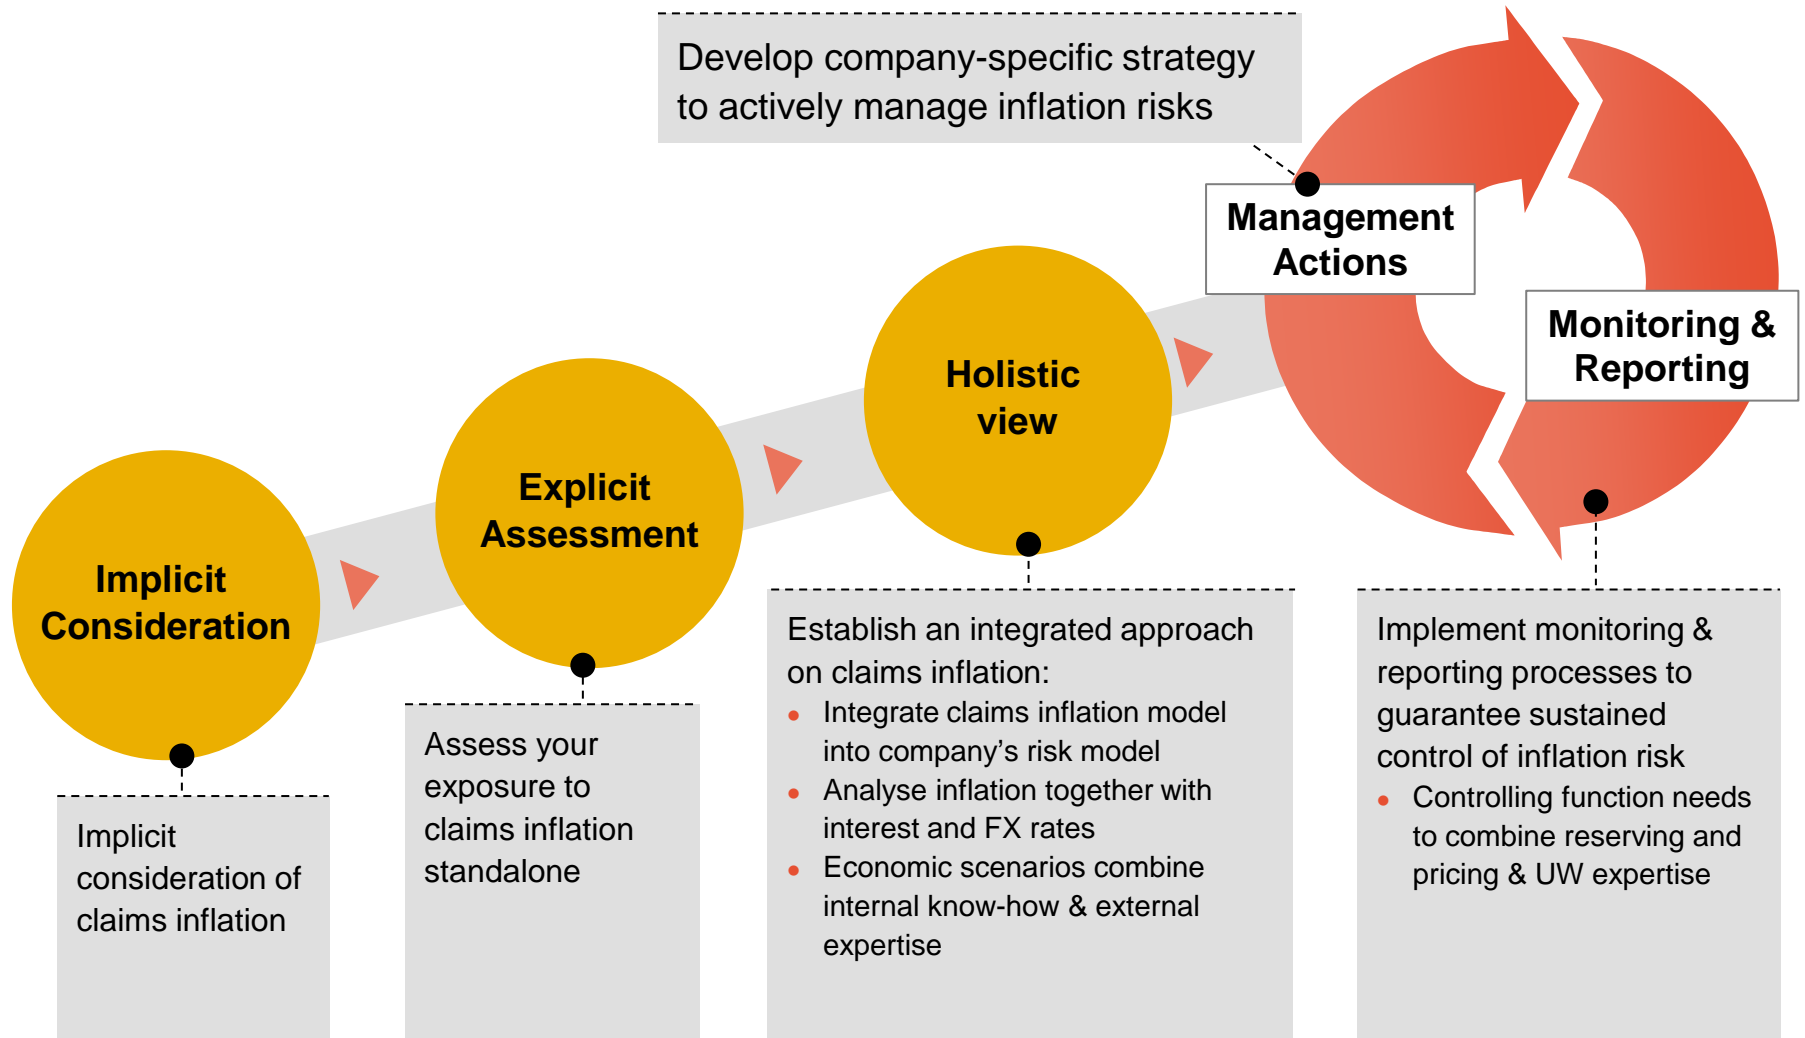 Develop company-specific strategy
to actively manage inflation risks
Management
Actions
Monitoring &
Reporting
Holistic
view
Explicit
Assessment
Implicit
Consideration
Implicit
consideration of
claims inflation
Assess your
exposure to
claims inflation
standalone
Establish an integrated approach
on claims inflation:
• Integrate claims inflation model
into company’s risk model
• Analyse inflation together with
interest and FX rates
• Economic scenarios combine
internal know-how & external
expertise
Implement monitoring &
reporting processes to
guarantee sustained
control of inflation risk
• Controlling function needs
to combine reserving and
pricing & UW expertise